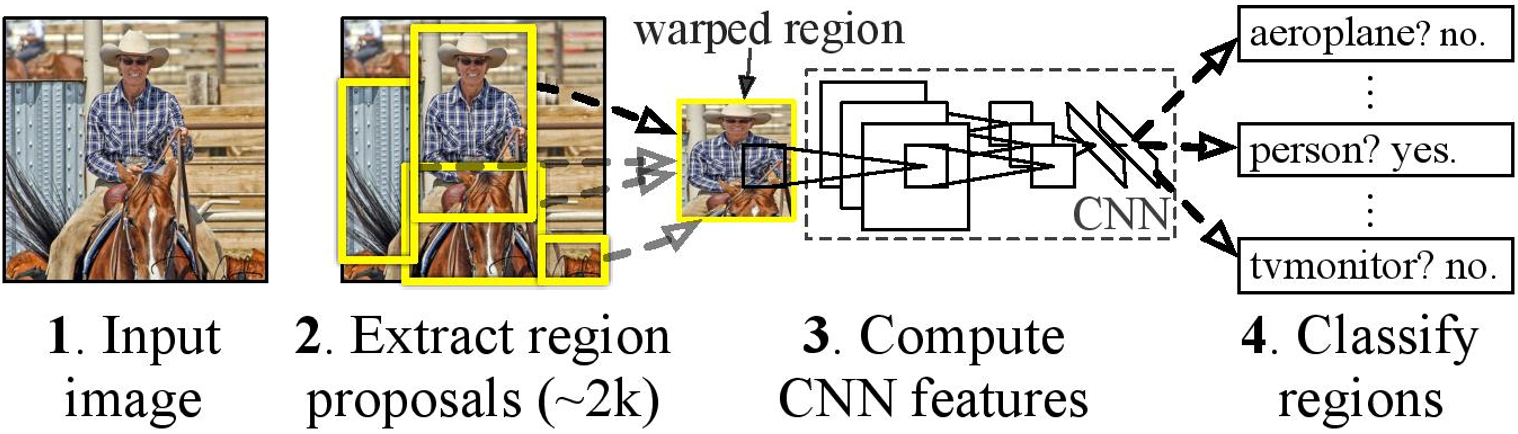 warped region
aeroplane? no.
person? yes.
CNN
tvmonitor? no.
1. Input
image
2. Extract region
proposals (~2k)
3. Compute
CNN features
4. Classify
regions